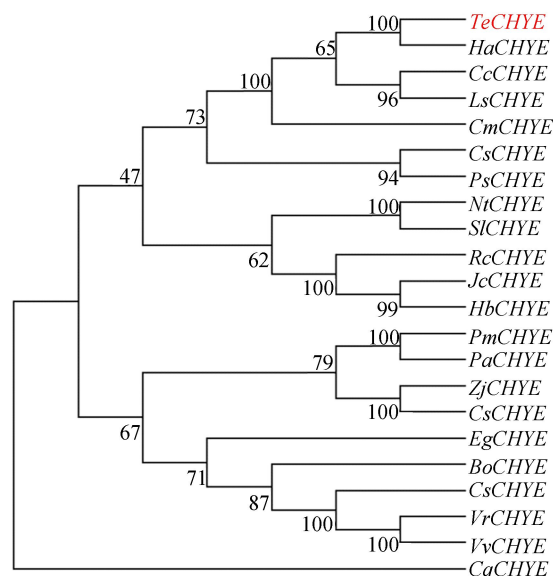 100 TeCHYE
65 HaCHYE
CcCHYE
100 96 LsCHYE
73 CmCHYE
CsCHYE
47 94 PsCHYE
100 NtCHYE
SlCHYE
62 RcCHYE
100 JcCHYE
99 HbCHYE
100 PmCHYE
79 PaCHYE
ZjCHYE
67 100 CsCHYE
EgCHYE
71 BoCHYE
87 CsCHYE
100 VrCHYE
100 VvCHYE
CaCHYE